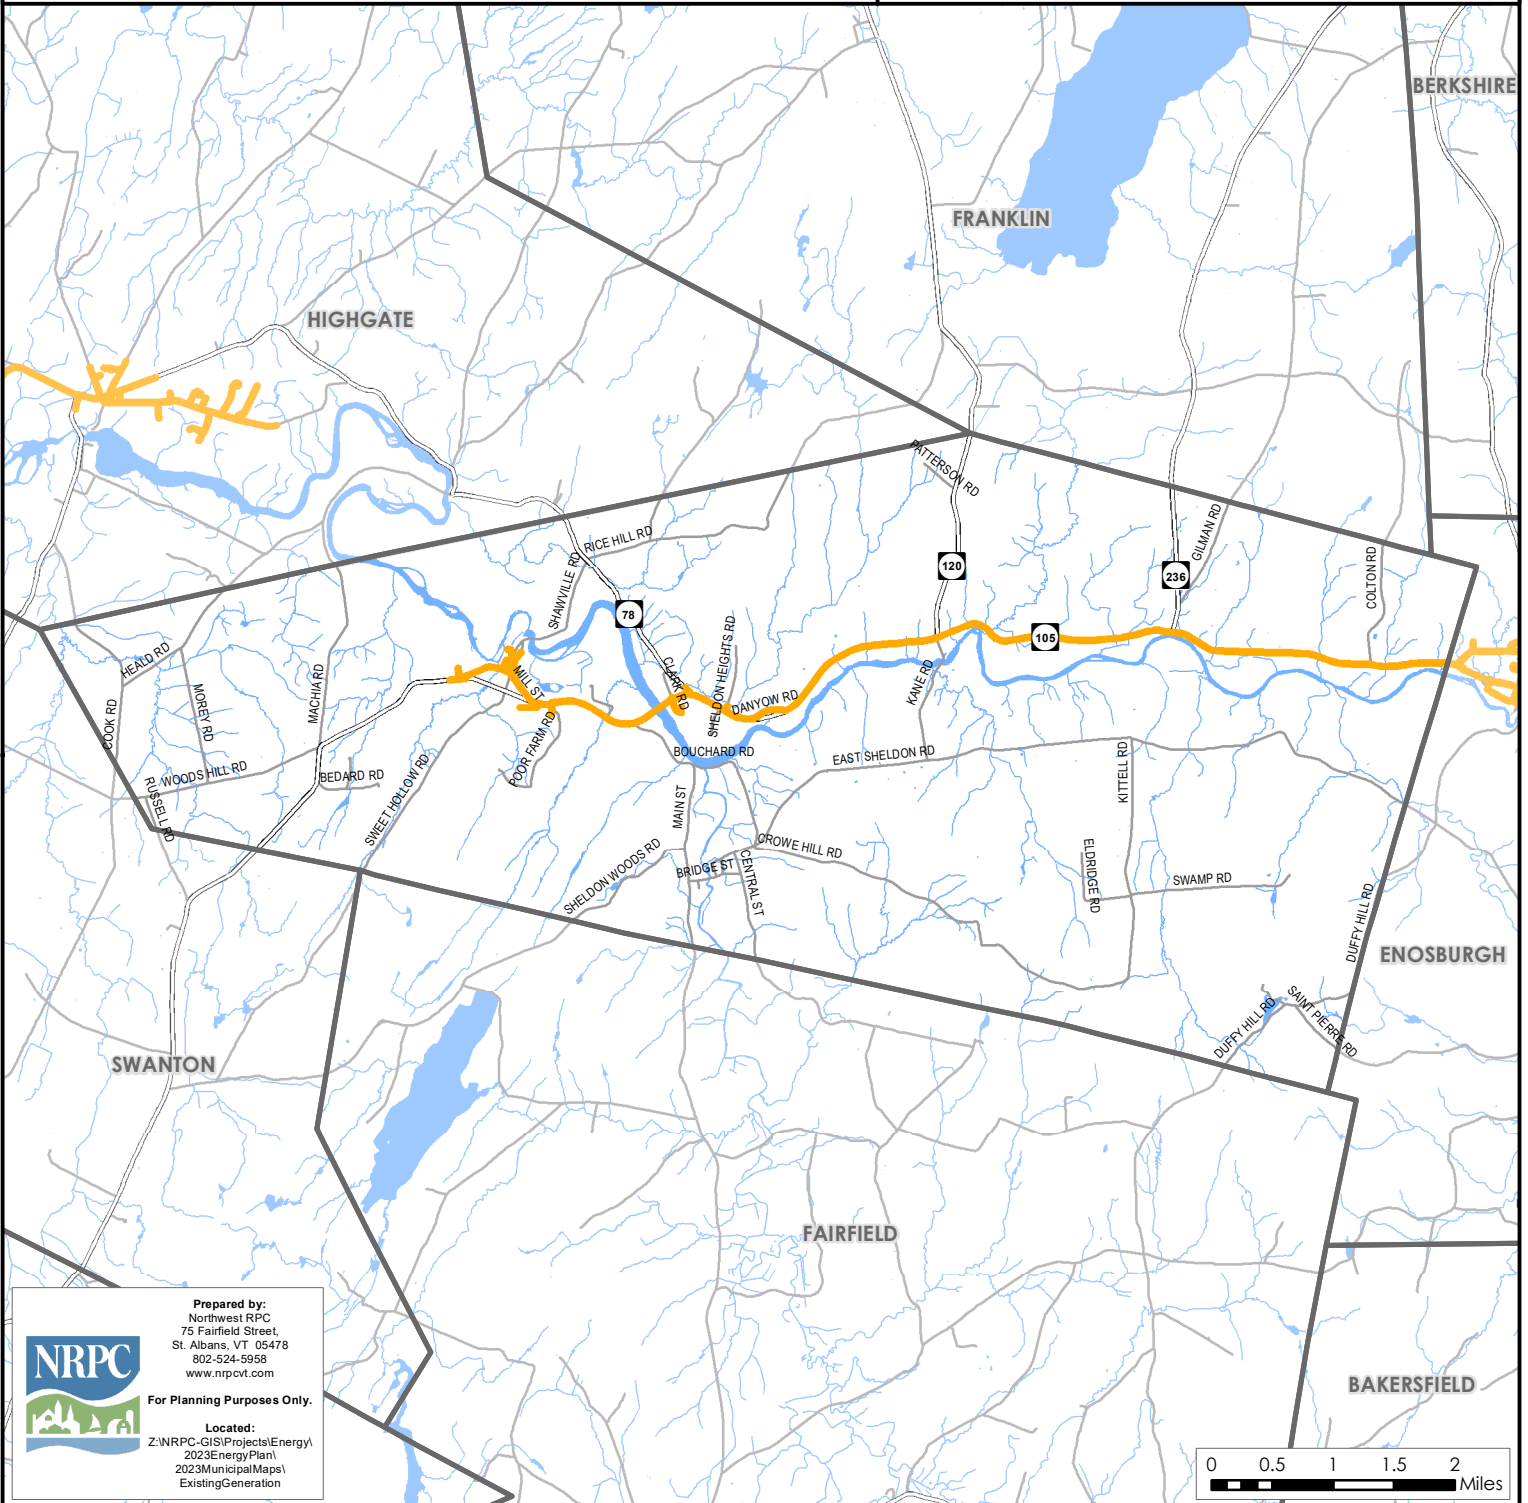 BERKSHIRE
FRANKLIN
HIGHGATE
PATTERSON RD
GILMAN RD
RICE HILL RD
COLTON RD
120
236
SHAWVILLE RD
78
105
SHELDON HEIGHTS RD
HEALD RD
CLARK RD
KANE RD
MILL ST
MACHIA RD
MOREY RD
COOK RD
DANYOW RD
POOR FARM RD
BOUCHARD RD
EAST SHELDON RD
KITTELL RD
WOODS HILL RD
BEDARD RD
SWEET HOLLOW RD
RUSSELL RD
MAIN ST
CROWE HILL RD
BRIDGE ST
SHELDON WOODS RD
CENTRAL ST
ELDRIDGE RD
SWAMP RD
DUFFY HILL RD
ENOSBURGH
DUFFY HILL RD
SAINT PIERRE RD
SWANTON
FAIRFIELD
BAKERSFIELD
NRPC
Prepared by:
Northwest RPC
75 Fairfield Street,
St. Albans, VT 05478
802-524-5958
www.nrpcvt.com
For Planning Purposes Only.
Located:
Z:\NRPC-GIS\Projects\Energy\
2023EnergyPlan\
2023MunicipalMaps\
ExistingGeneration
0 0.5 1 1.5 2
Miles